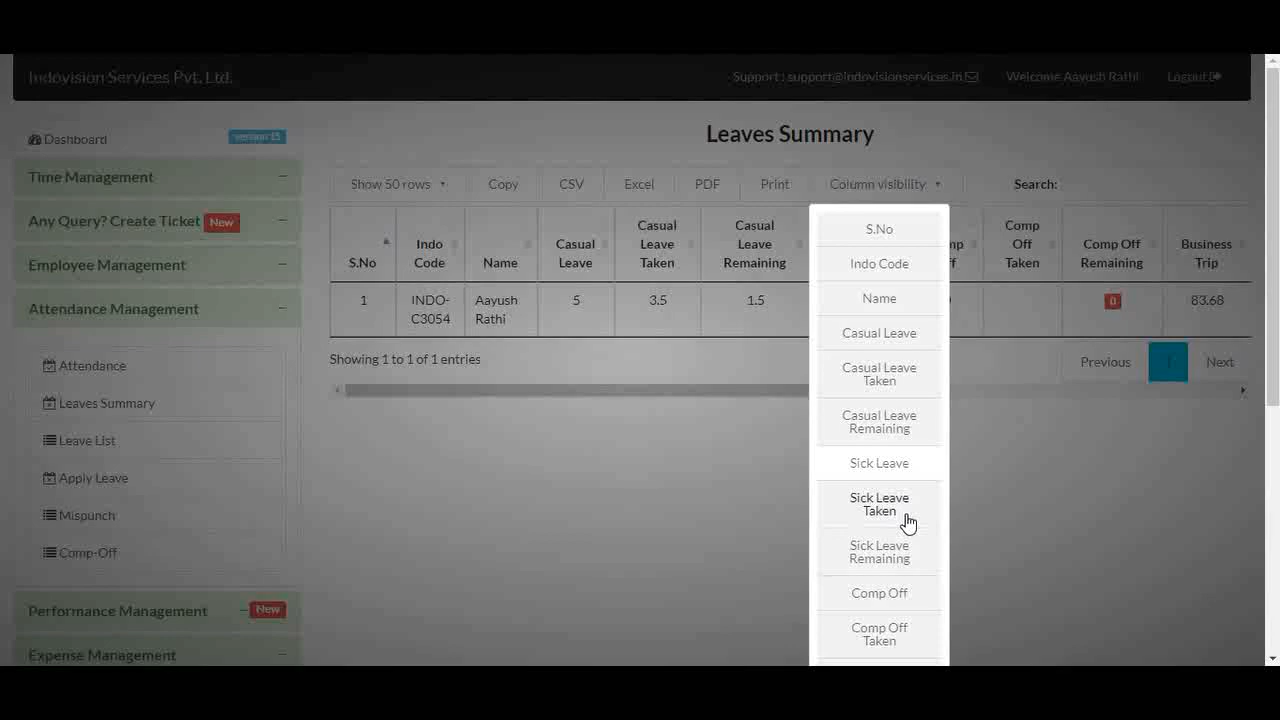 Indovision Services Pvt. Ltd.
Support : support@indovisionservices.in
Welcome Aayush Rathi
Logout
Dashboard
version 15
Time Management
Any Query? Create Ticket New
Employee Management
Attendance Management
Attendance
Leaves Summary
Leave List
Apply Leave
Mispunch
Comp-Off
Performance Management New
Expense Management
Leaves Summary
Show 50 rows
Copy
CSV
Excel
PDF
Print
Column visibility
Search:
S.No
Indo
Code
Name
Casual
Leave
Casual
Leave
Taken
Casual
Leave
Remaining
Comp
Off
Taken
Comp Off
Remaining
Business
Trip
1
INDO-
C3054
Aayush
Rathi
5
3.5
1.5
0
83.68
Showing 1 to 1 of 1 entries
Previous
1
Next
S.No
Indo Code
Name
Casual Leave
Casual Leave
Taken
Casual Leave
Remaining
Sick Leave
Sick Leave
Taken
Sick Leave
Remaining
Comp Off
Comp Off
Taken